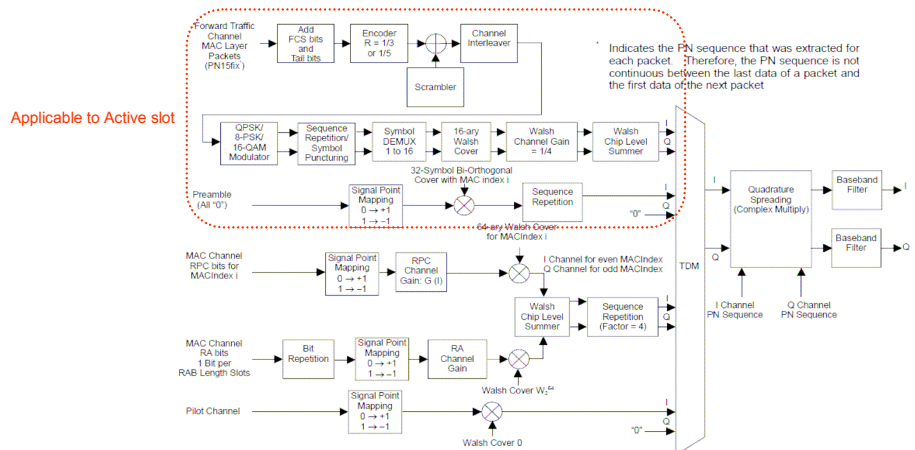 Forward Traffic
Channel
MAC Layer
Packets
(PN15fix*)
Add
FCS bits
and
Tail bits
Encoder
R = 1/3
or 1/5
Channel
Interleaver
Scrambler
* Indicates the PN sequence that was extracted for
each packet. Therefore, the PN sequence is not
continuous between the last data of a packet and
the first data of the next packet
Applicable to Active slot
QPSK/
8-PSK/
16-QAM
Modulator
Sequence
Repetition/
Symbol
Puncturing
Symbol
DEMUX
1 to 16
16-ary
Walsh
Cover
Walsh
Channel Gain
= 1/4
Walsh
Chip Level
Summer
I
Q
32-Symbol Bi-Orthogonal
Cover with MAC index i
Preamble
(All "0")
Signal Point
Mapping
0 → +1
1 → −1
Sequence
Repetition
I
Q
"0"
64-ary Walsh Cover
for MACIndex i
MAC Channel
RPC bits for
MACIndex i
Signal Point
Mapping
0 → +1
1 → −1
RPC
Channel
Gain: G (I)
I Channel for even MACIndex
Q Channel for odd MACIndex
Walsh
Chip Level
Summer
Sequence
Repetition
(Factor = 4)
I
Q
MAC Channel
RA bits
1 Bit per
RAB Length Slots
Bit
Repetition
Signal Point
Mapping
0 → +1
1 → −1
RA
Channel
Gain
Walsh Cover W₂⁶⁴
Pilot Channel
Signal Point
Mapping
0 → +1
1 → −1
Walsh Cover 0
I
Q
"0"
TDM
I
Q
Quadrature
Spreading
(Complex Multiply)
Baseband
Filter
I
Baseband
Filter
Q
I Channel
PN Sequence
Q Channel
PN Sequence